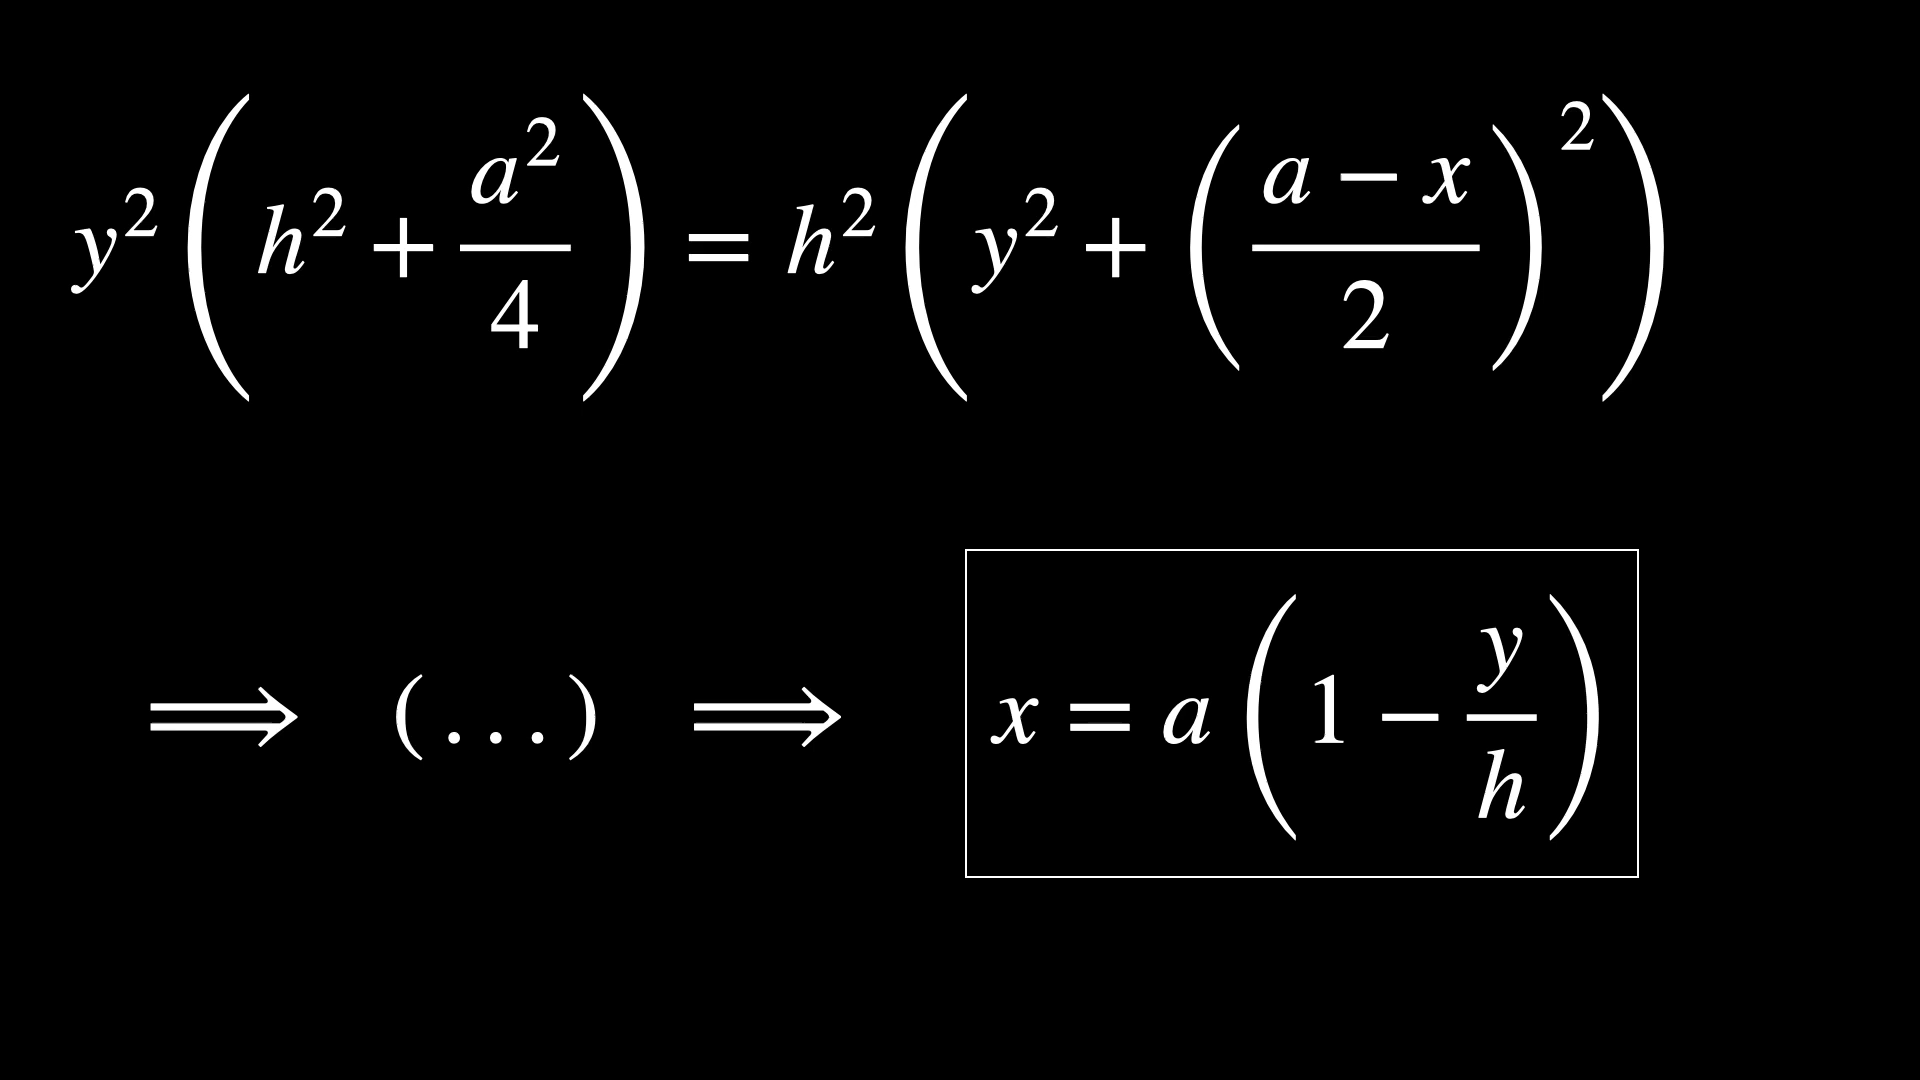 y² ( h² + a²/4 ) = h² ( y² + ( (a − x)/2 )² )
⟹ (...) ⟹ x = a ( 1 − y/h )